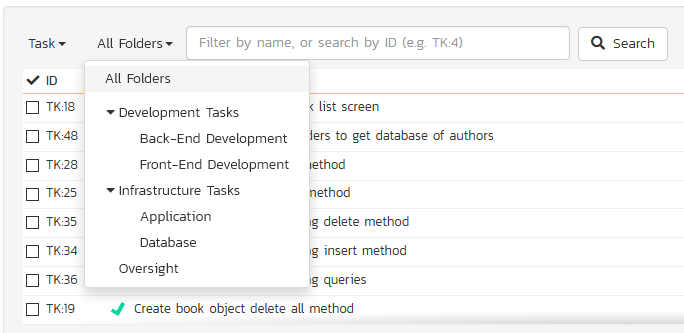 Task All Folders Filter by name, or search by ID (e.g. TK:4) Search
ID
All Folders
Development Tasks
Back-End Development
Front-End Development
Infrastructure Tasks
Application
Database
Oversight
TK:18 list screen
TK:48 to get database of authors
TK:28 method
TK:25 method
TK:35 delete method
TK:34 insert method
TK:36 queries
TK:19 Create book object delete all method